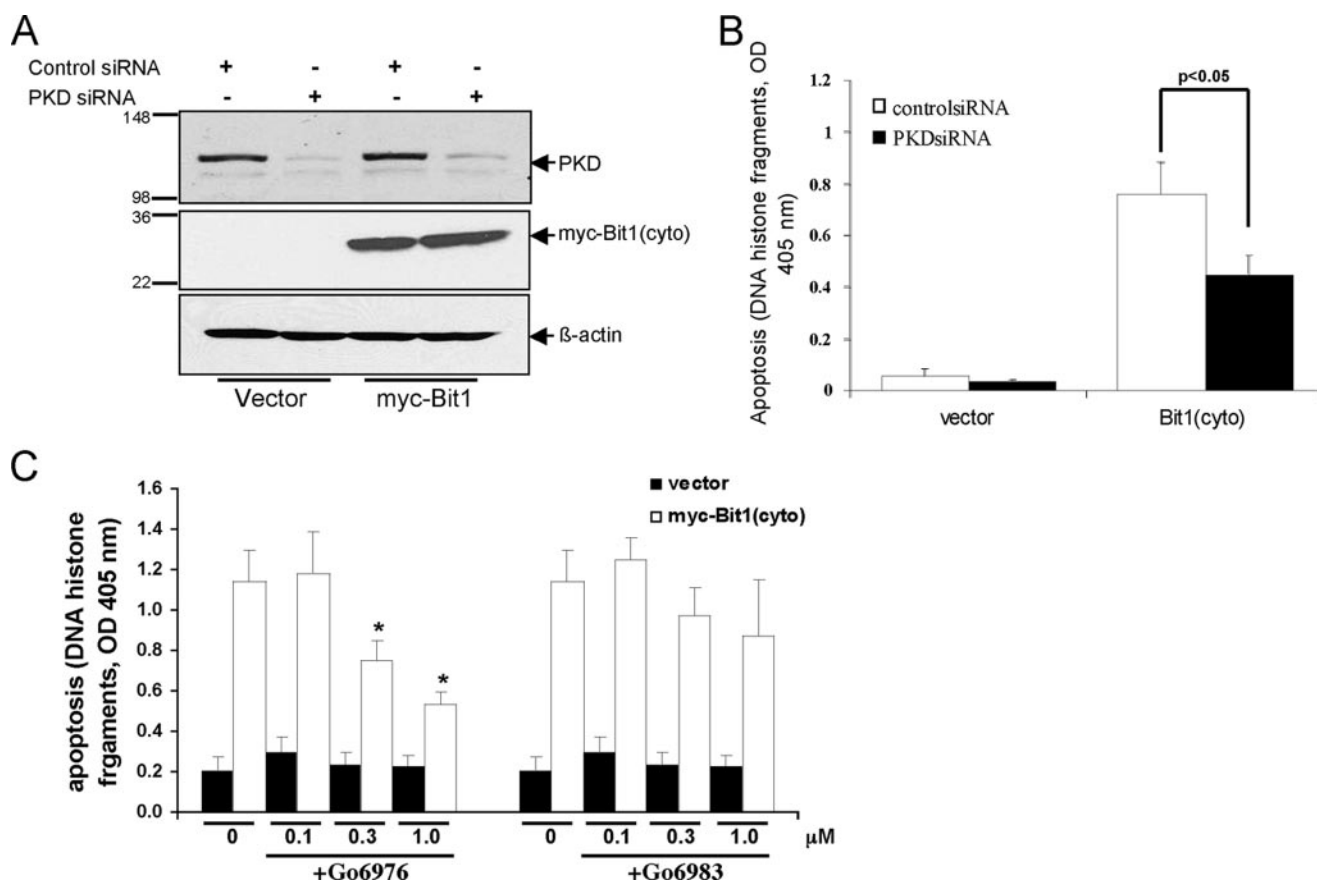 A
Control siRNA + - + -
PKD siRNA - + - +
148
98
PKD
36
22
myc-Bit1(cyto)
ß-actin
Vector myc-Bit1
B
Apoptosis (DNA histone fragments, OD
405 nm)
1.2
1
0.8
0.6
0.4
0.2
0
controlsiRNA
PKDsiRNA
p<0.05
vector Bit1(cyto)
C
apoptosis (DNA histone
frgaments, OD 405 nm)
1.6
1.4
1.2
1.0
0.8
0.6
0.4
0.2
0.0
vector
myc-Bit1(cyto)
* *
0 0.1 0.3 1.0 0 0.1 0.3 1.0 µM
+Go6976 +Go6983